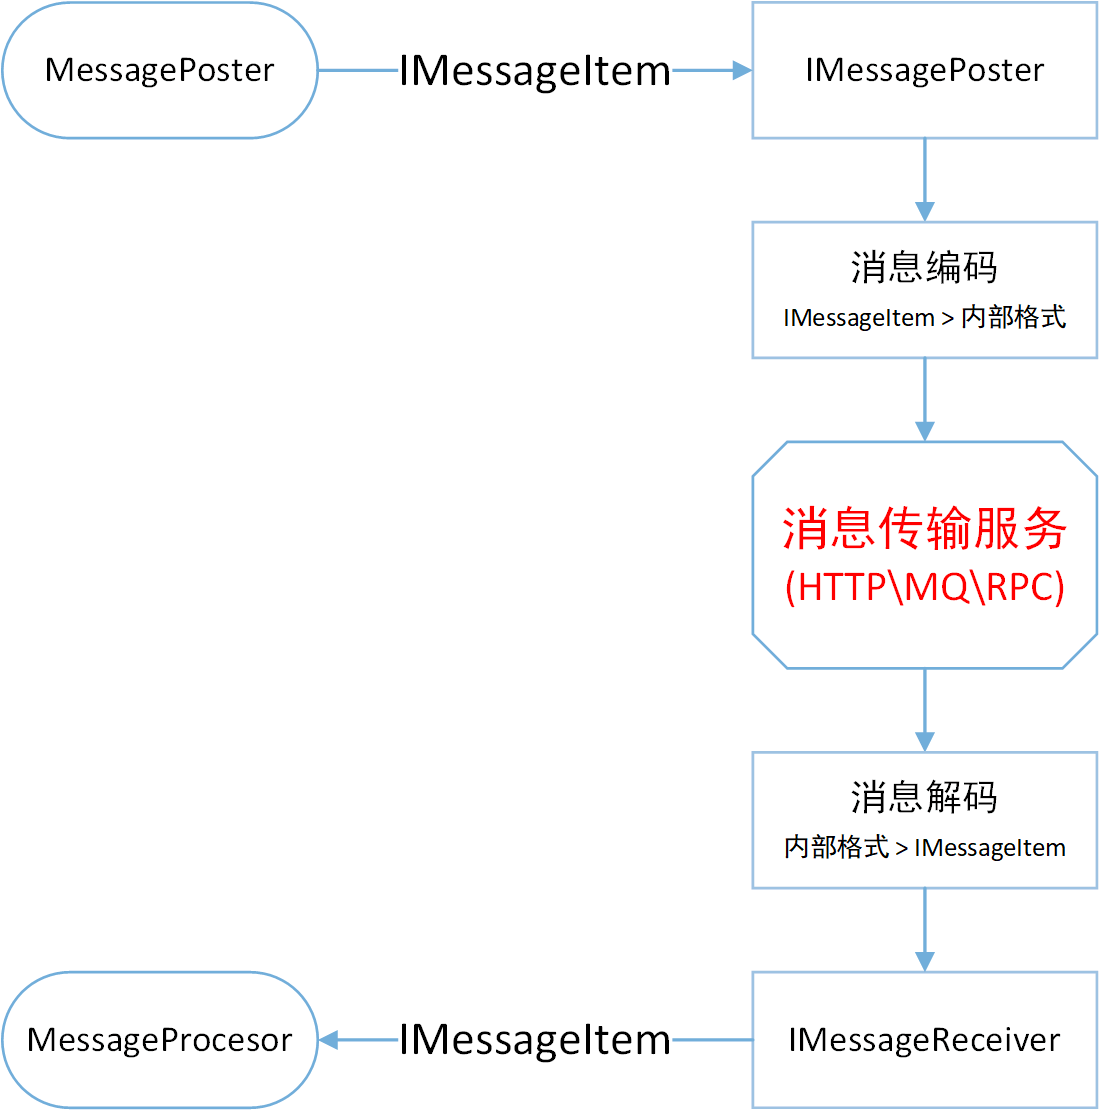 MessagePoster
IMessageItem
IMessagePoster
消息编码
IMessageItem > 内部格式
消息传输服务
(HTTP\MQ\RPC)
消息解码
内部格式 > IMessageItem
MessageProcesor
IMessageItem
IMessageReceiver